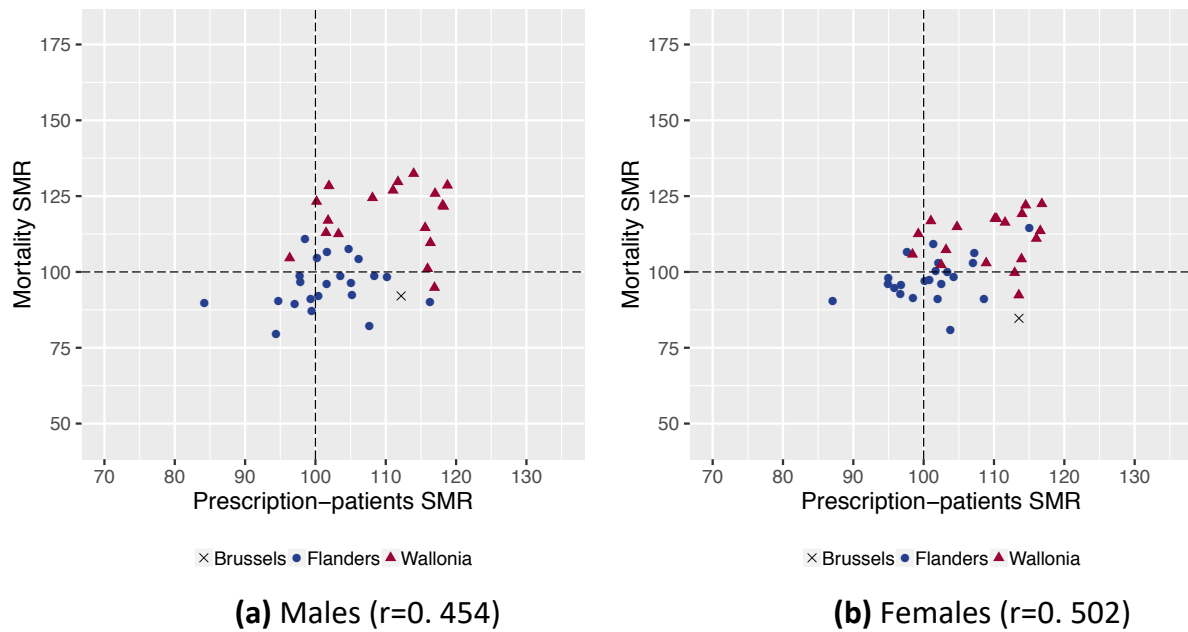 175
150
125
100
75
50
Mortality SMR
70 80 90 100 110 120 130
Prescription−patients SMR
Brussels Flanders Wallonia
(a) Males (r=0. 454)
175
150
125
100
75
50
Mortality SMR
70 80 90 100 110 120 130
Prescription−patients SMR
Brussels Flanders Wallonia
(b) Females (r=0. 502)